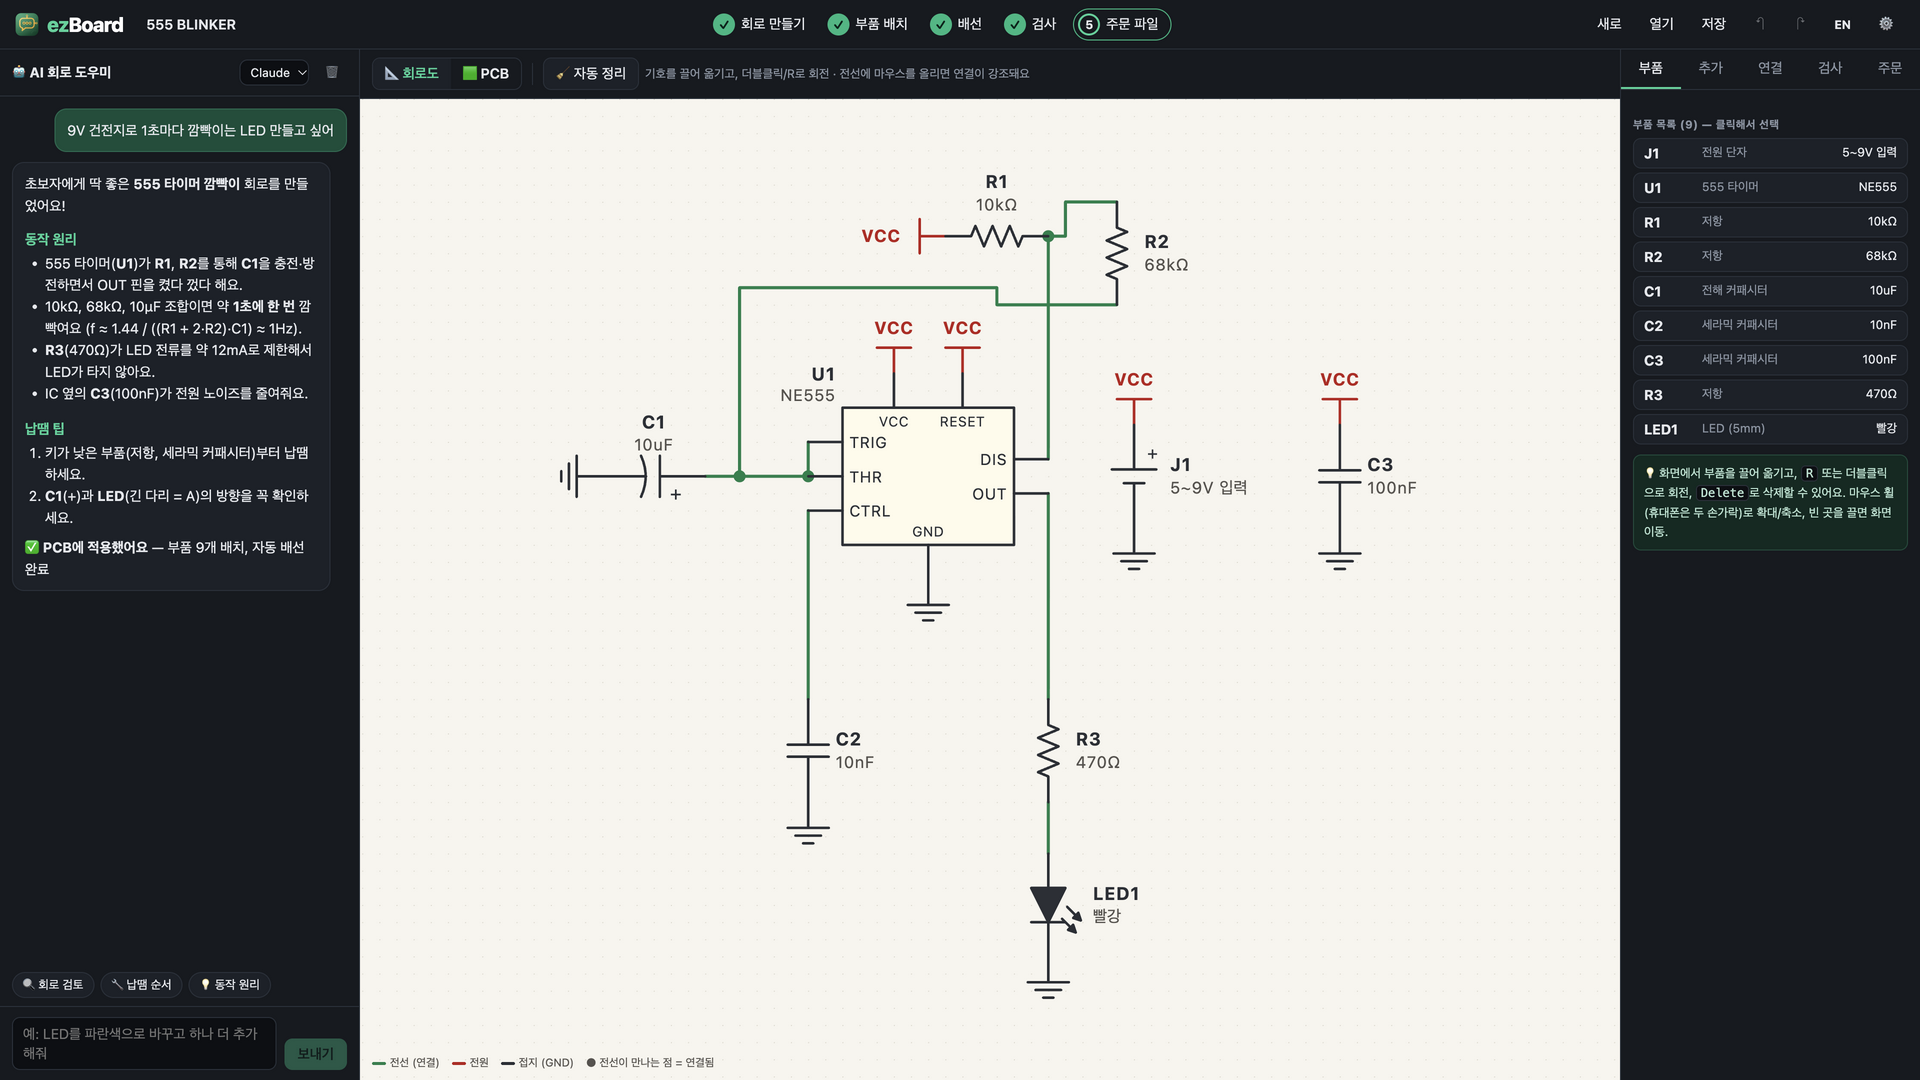 ezBoard
555 BLINKER
회로 만들기
부품 배치
배선
검사
5 주문 파일
새로
열기
저장
EN
AI 회로 도우미
Claude
회로도
PCB
자동 정리
기호를 끌어 옮기고, 더블클릭/R로 회전 · 전선에 마우스를 올리면 연결이 강조돼요
부품
추가
연결
검사
주문
9V 건전지로 1초마다 깜빡이는 LED 만들고 싶어
초보자에게 딱 좋은 555 타이머 깜빡이 회로를 만들
었어요!
동작 원리
• 555 타이머(U1)가 R1, R2를 통해 C1을 충전·방
전하면서 OUT 핀을 켰다 껐다 해요.
• 10kΩ, 68kΩ, 10µF 조합이면 약 1초에 한 번 깜
빡여요 (f ≈ 1.44 / ((R1 + 2·R2)·C1) ≈ 1Hz).
• R3(470Ω)가 LED 전류를 약 12mA로 제한해서
LED가 타지 않아요.
• IC 옆의 C3(100nF)가 전원 노이즈를 줄여줘요.
납땜 팁
1. 키가 낮은 부품(저항, 세라믹 커패시터)부터 납땜
하세요.
2. C1(+)과 LED(긴 다리 = A)의 방향을 꼭 확인하
세요.
✅ PCB에 적용했어요 — 부품 9개 배치, 자동 배선
완료
회로 검토
납땜 순서
동작 원리
예: LED를 파란색으로 바꾸고 하나 더 추가
해줘
보내기
R1
10kΩ
VCC
R2
68kΩ
VCC
VCC
U1
NE555
VCC
RESET
TRIG
THR
CTRL
DIS
OUT
GND
C1
10uF
+
VCC
+
J1
5~9V 입력
VCC
C3
100nF
C2
10nF
R3
470Ω
LED1
빨강
전선 (연결)
전원
접지 (GND)
전선이 만나는 점 = 연결됨
부품 목록 (9) — 클릭해서 선택
J1 전원 단자 5~9V 입력
U1 555 타이머 NE555
R1 저항 10kΩ
R2 저항 68kΩ
C1 전해 커패시터 10uF
C2 세라믹 커패시터 10nF
C3 세라믹 커패시터 100nF
R3 저항 470Ω
LED1 LED (5mm) 빨강
💡 화면에서 부품을 끌어 옮기고, R 또는 더블클릭
으로 회전, Delete 로 삭제할 수 있어요. 마우스 휠
(휴대폰은 두 손가락)로 확대/축소, 빈 곳을 끌면 화면
이동.